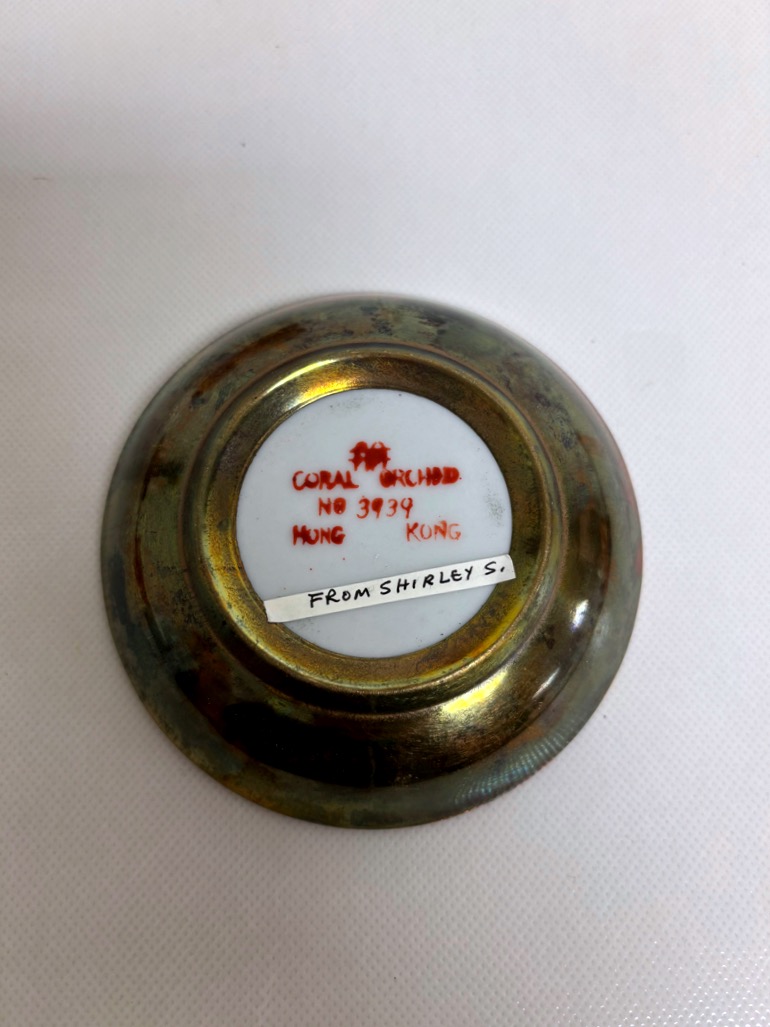 CORAL ORCHID
NO 3939
HONG KONG
FROM SHIRLEY S.